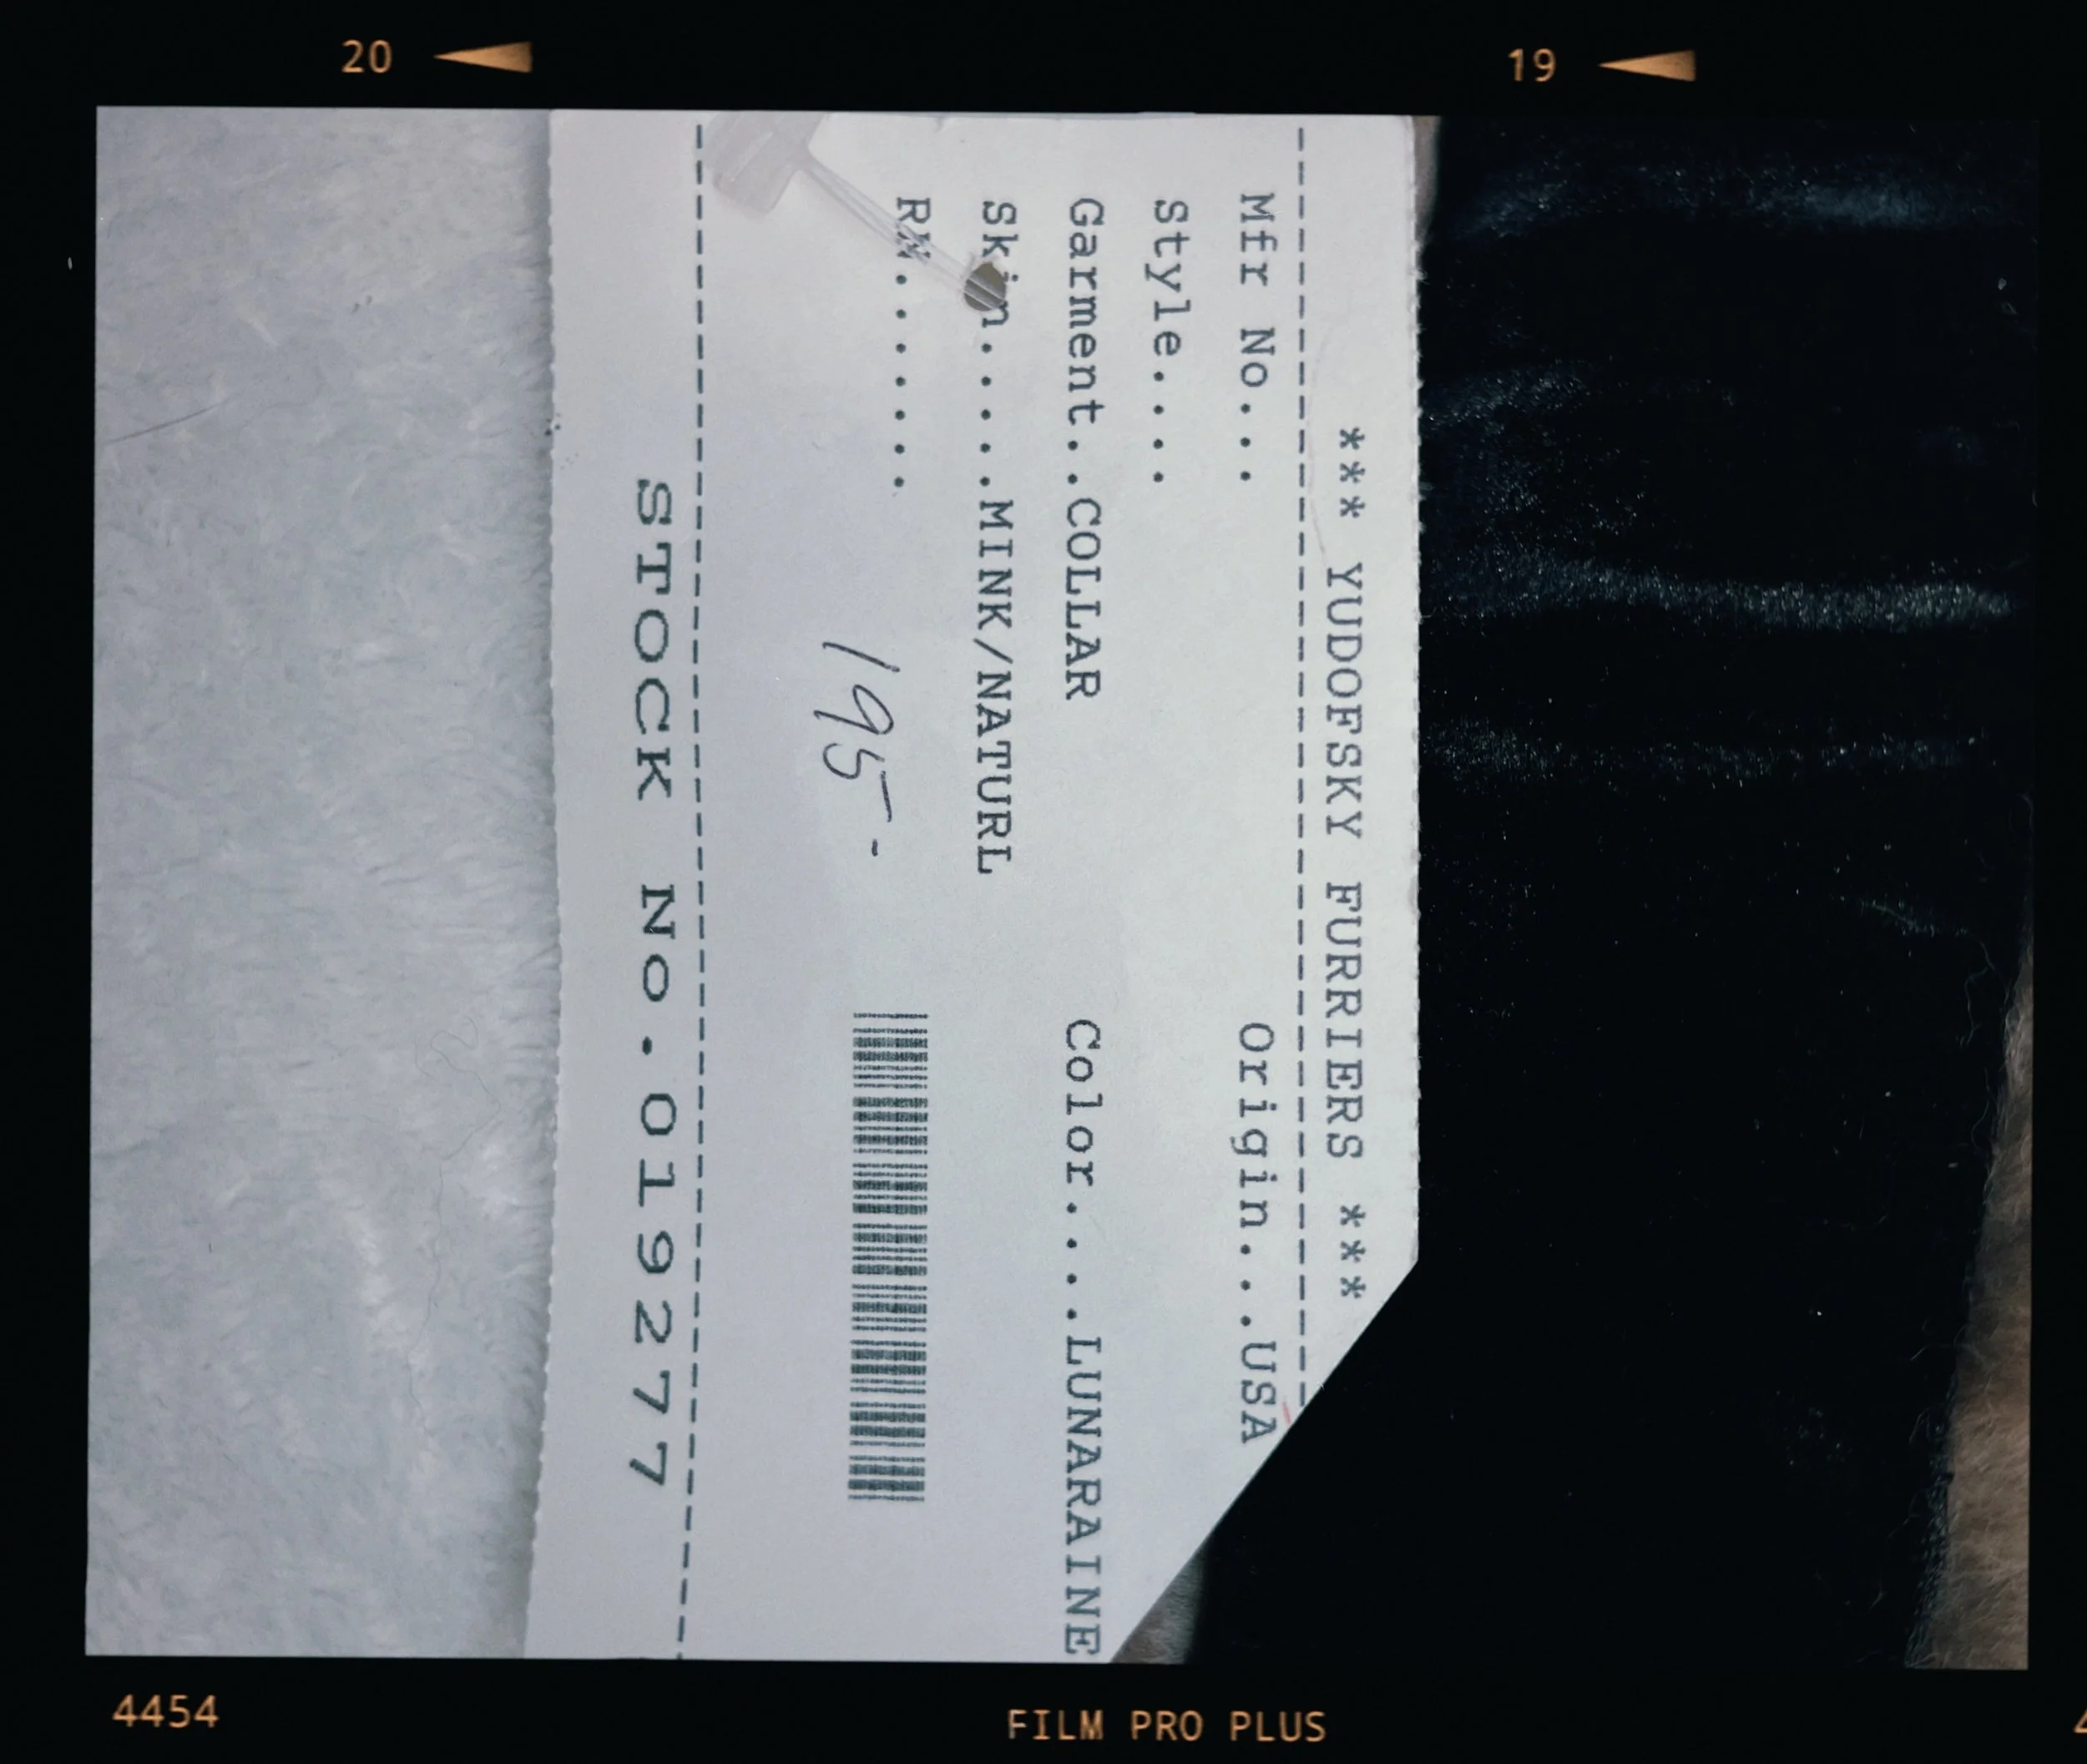 20
19
*** YUDOFSKY FURRIERS ***
Mfr No... Origin...USA
Style....
Garment..COLLAR Color....LUNARAINE
Skin.....MINK/NATURL
RN.......
195-
STOCK No.019277
4454
FILM PRO PLUS